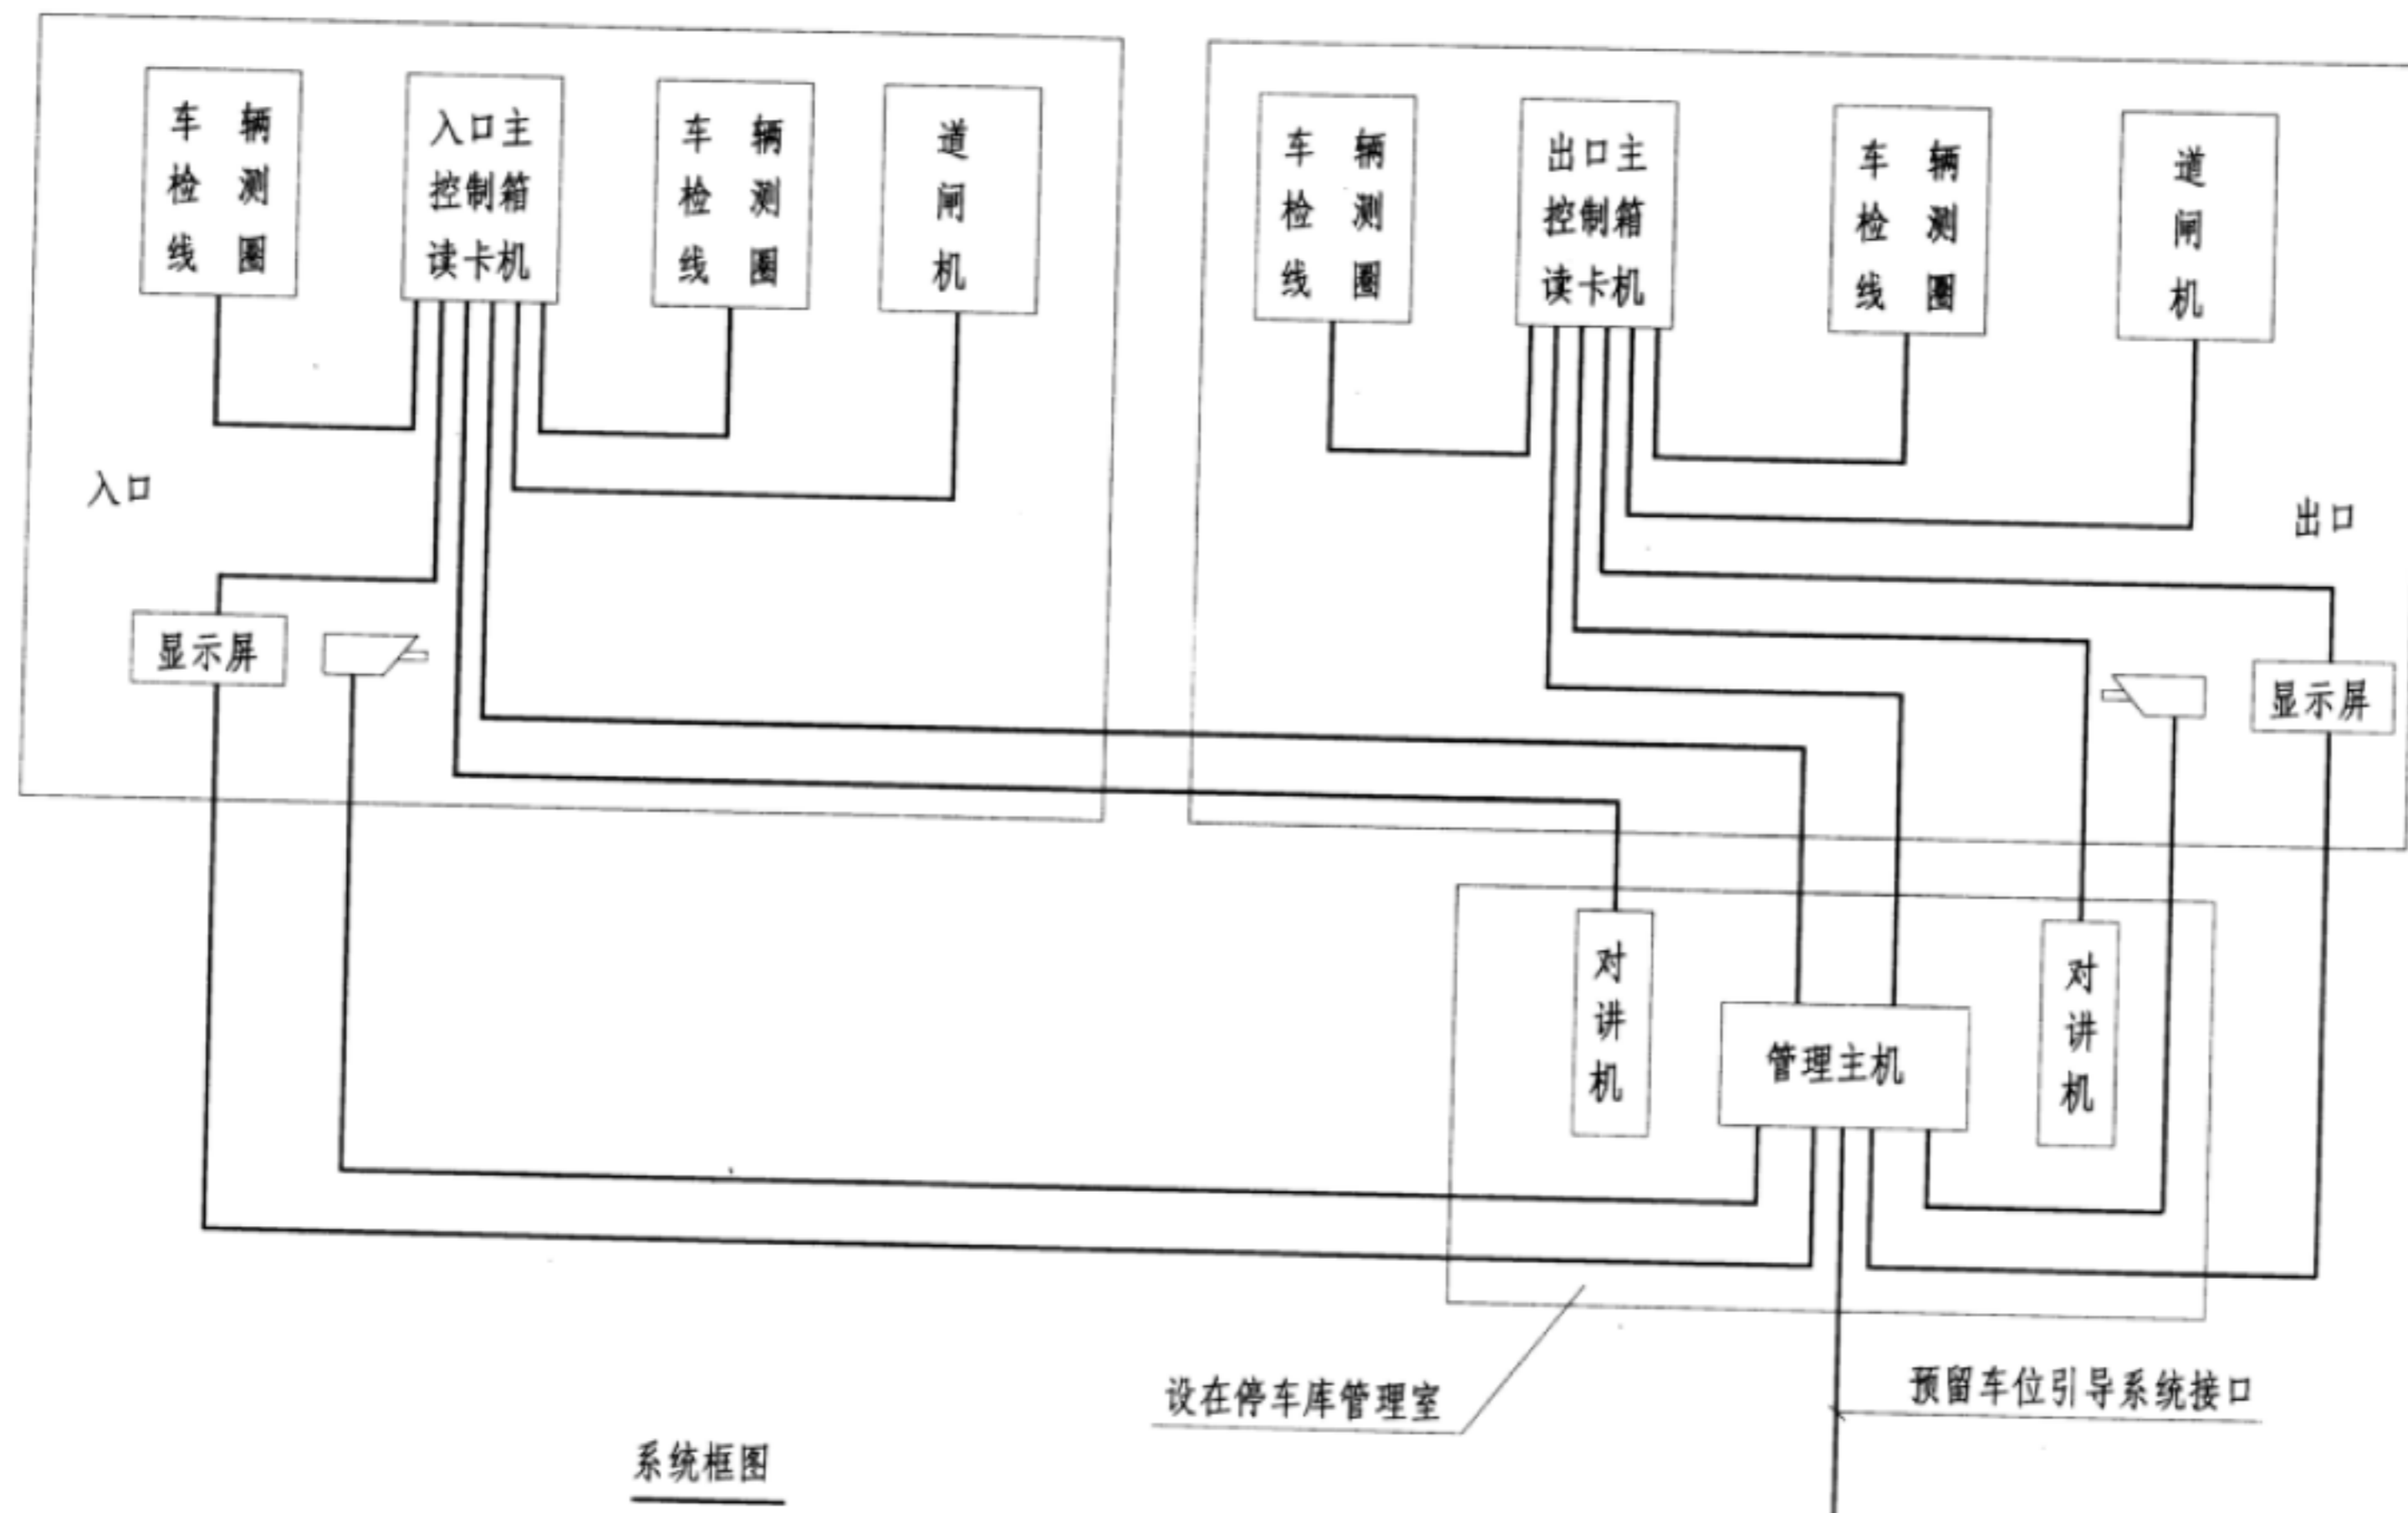 车辆
检测
线圈
入口主
控制箱
读卡机
车辆
检测
线圈
道
闸
机
车辆
检测
线圈
出口主
控制箱
读卡机
车辆
检测
线圈
道
闸
机
入口
出口
显示屏
显示屏
对
讲
机
管理主机
对
讲
机
设在停车库管理室
预留车位引导系统接口
系统框图